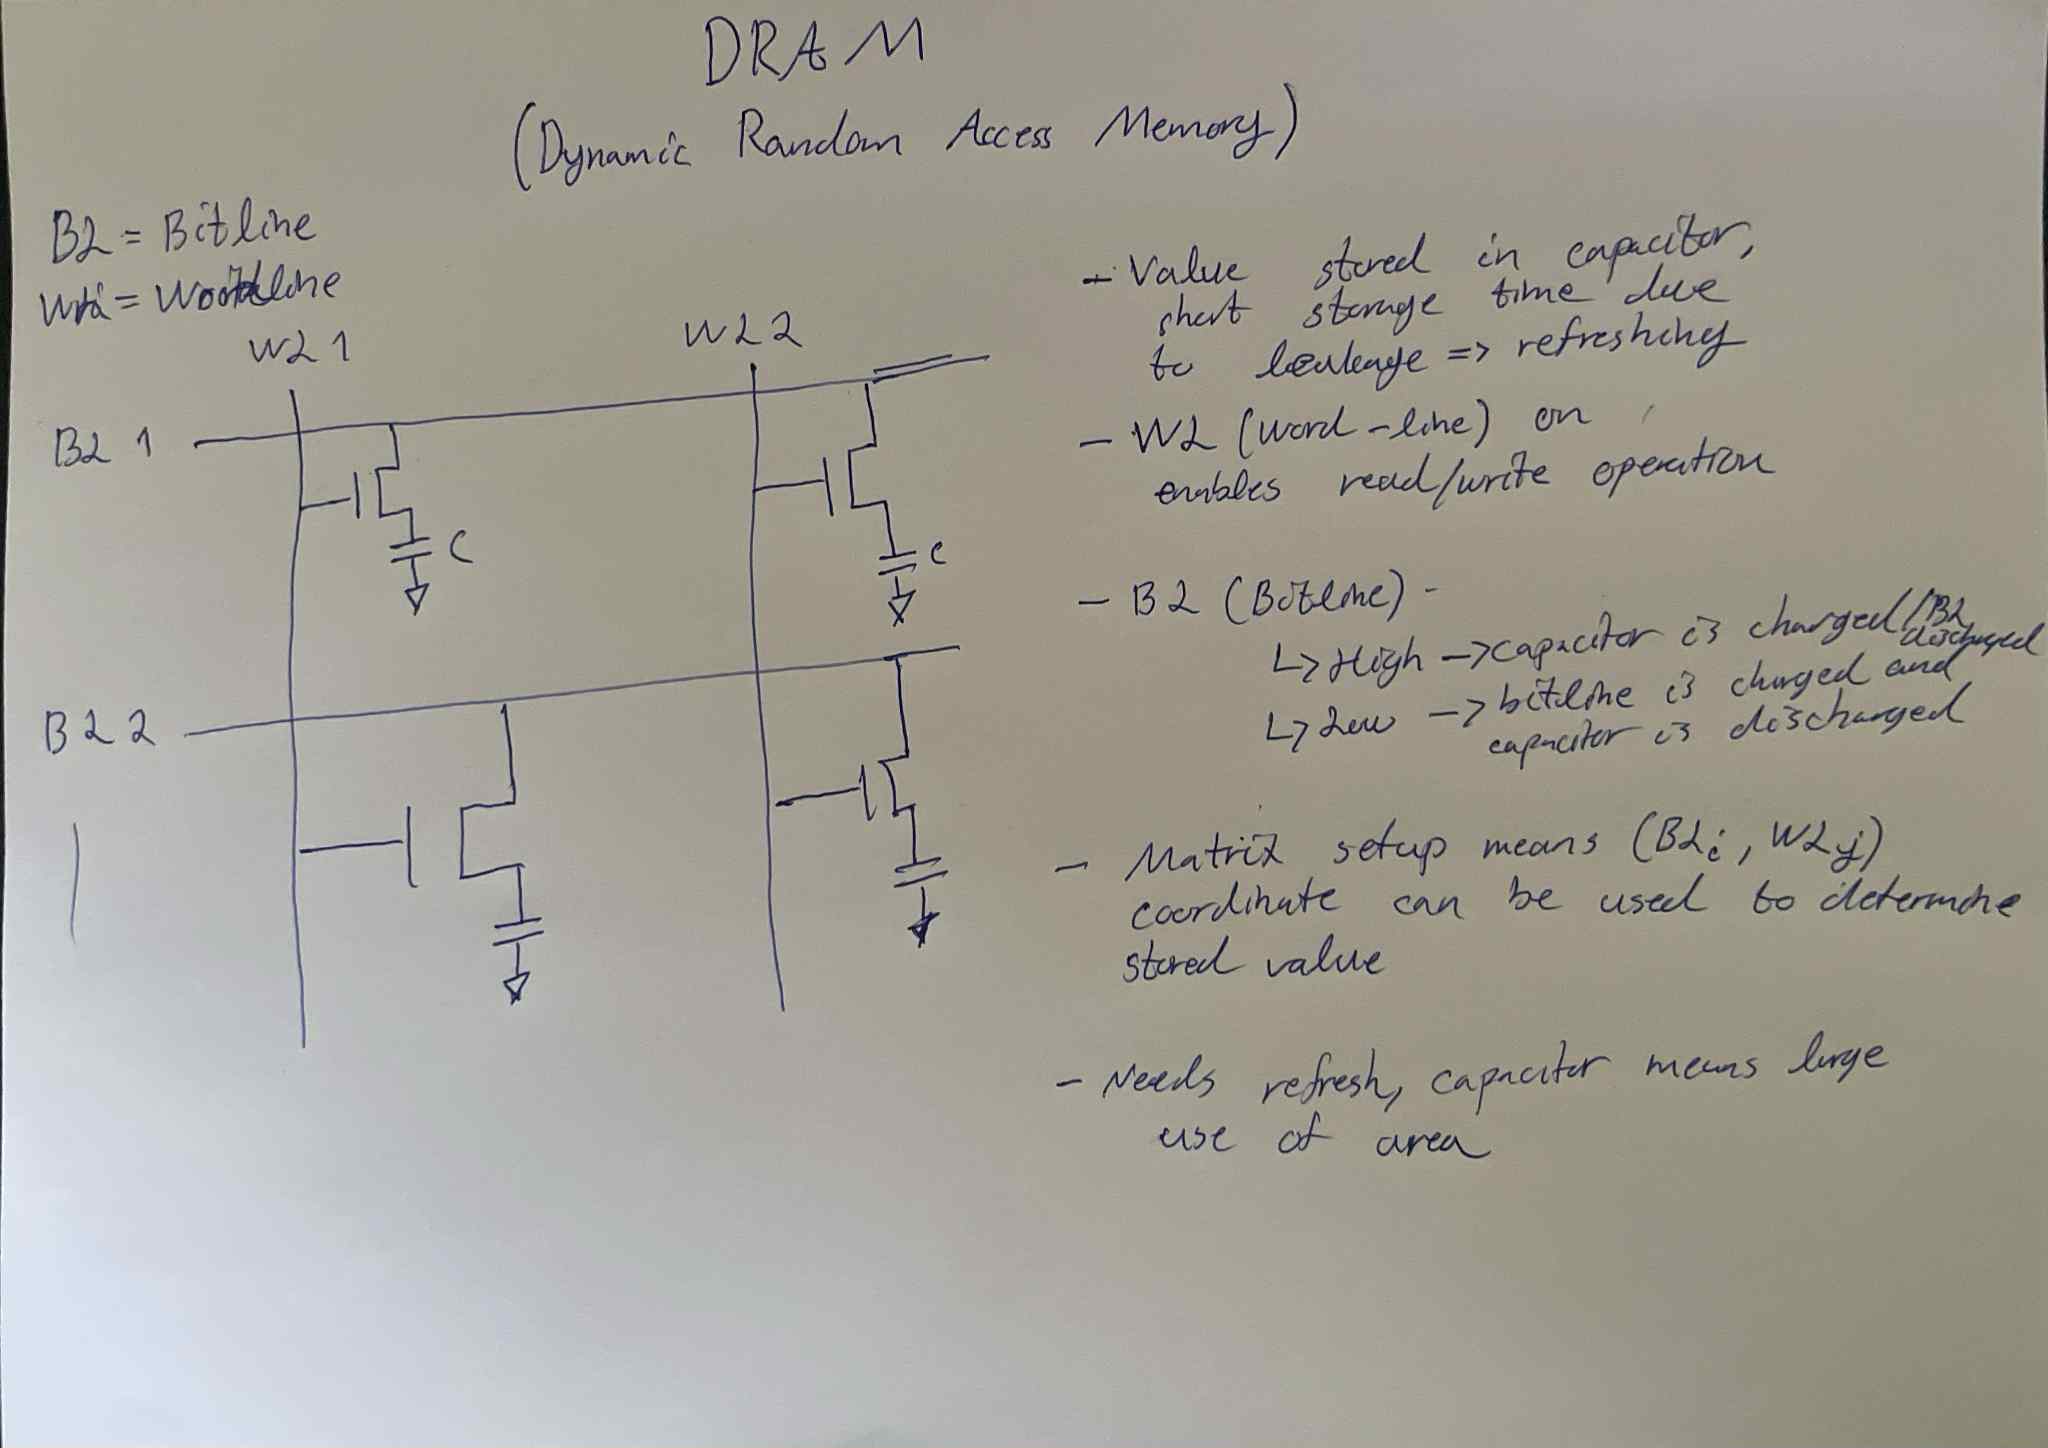 DRAM
(Dynamic Random Access Memory)
BL = Bitline
= Wordline
WL 1
WL 2
BL 1
C
C
BL 2
- Value stored in capacitor,
short storage time due
to leakage => refreshing
- WL (word-line) on
enables read/write operation
- BL (Bitline) -
↳ High -> capacitor is charged/BL
discharged
↳ Low -> bitline is charged and
capacitor is discharged
- Matrix setup means (BLi, WLj)
coordinate can be used to determine
stored value
- Needs refresh, capacitor means large
use of area